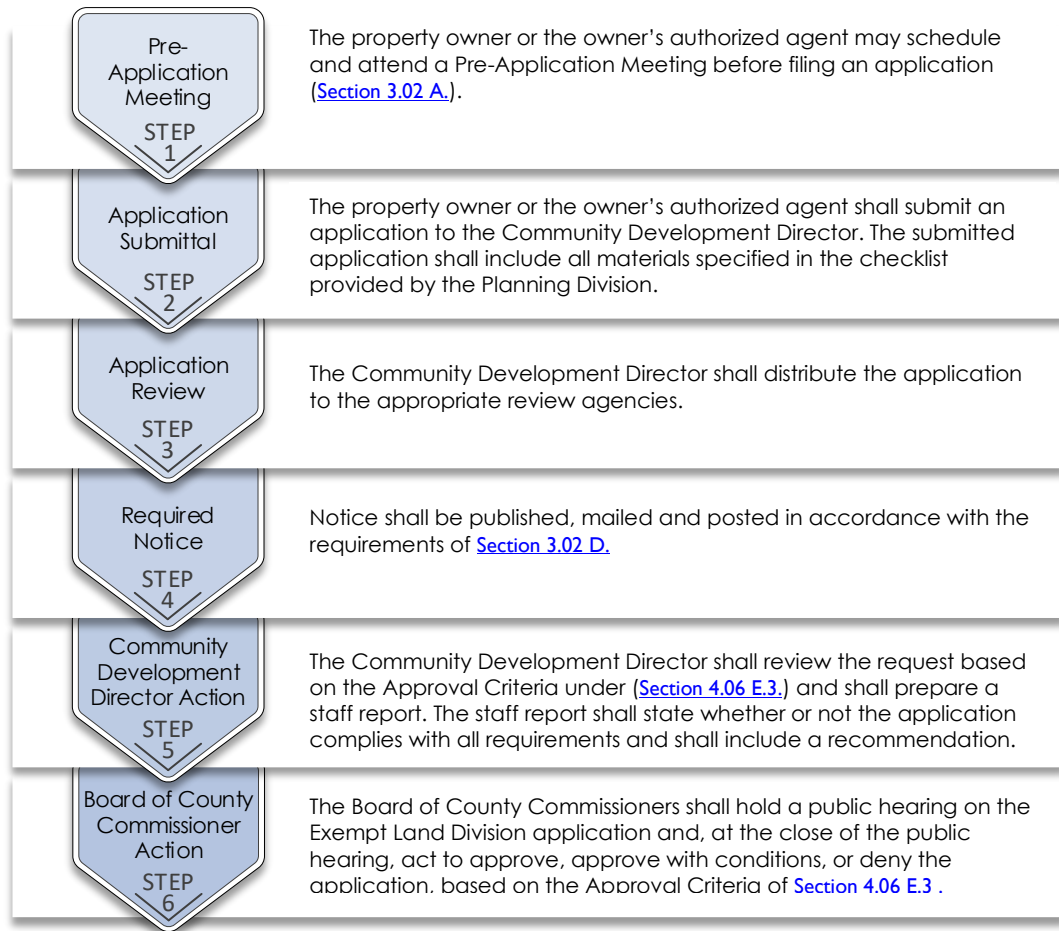 Pre-
Application
Meeting
STEP
1
The property owner or the owner's authorized agent may schedule
and attend a Pre-Application Meeting before filing an application
(Section 3.02 A.).
Application
Submittal
STEP
2
The property owner or the owner's authorized agent shall submit an
application to the Community Development Director. The submitted
application shall include all materials specified in the checklist
provided by the Planning Division.
Application
Review
STEP
3
The Community Development Director shall distribute the application
to the appropriate review agencies.
Required
Notice
STEP
4
Notice shall be published, mailed and posted in accordance with the
requirements of Section 3.02 D.
Community
Development
Director Action
STEP
5
The Community Development Director shall review the request based
on the Approval Criteria under (Section 4.06 E.3.) and shall prepare a
staff report. The staff report shall state whether or not the application
complies with all requirements and shall include a recommendation.
Board of County
Commissioner
Action
STEP
6
The Board of County Commissioners shall hold a public hearing on the
Exempt Land Division application and, at the close of the public
hearing, act to approve, approve with conditions, or deny the
application, based on the Approval Criteria of Section 4.06 E.3 .